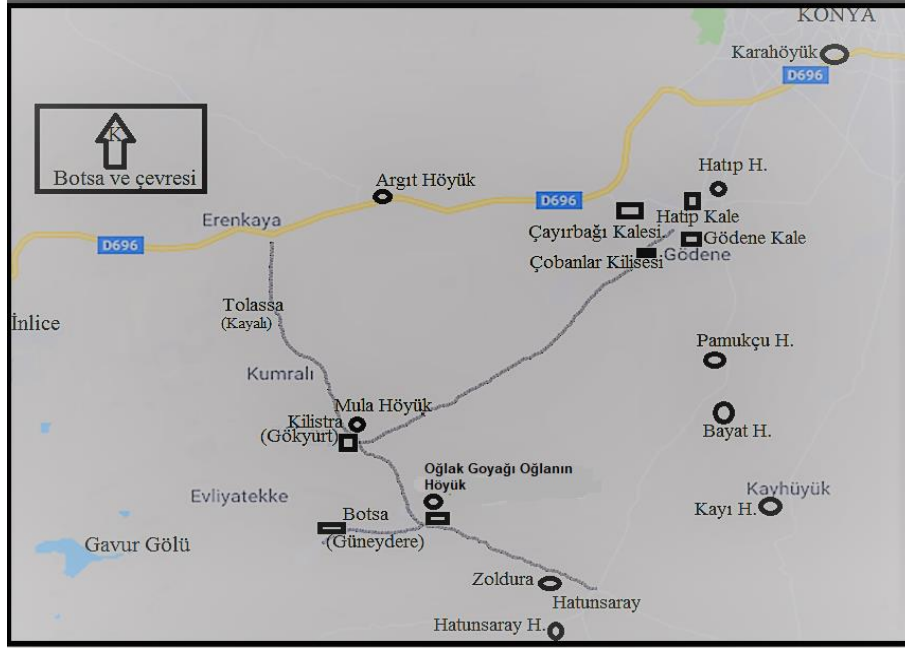 KONYA
Karahöyük
D696
K
Botsa ve çevresi
Argıt Höyük
Hatıp H.
D696
Erenkaya
Hatip Kale
Çayırbağı Kalesi
Gödene Kale
D696
Çobanlar Kilisesi
Gödene
Tolassa
(Kayalı)
İnlice
Pamukçu H.
Kumralı
Mula Höyük
Kilistra
(Gökyurt)
Bayat H.
Oğlak Goyağı Oğlanın
Höyük
Evliyatekke
Kayhüyük
Kayı H.
Botsa
(Güneydere)
Gavur Gölü
Zoldura
Hatunsaray
Hatunsaray H.